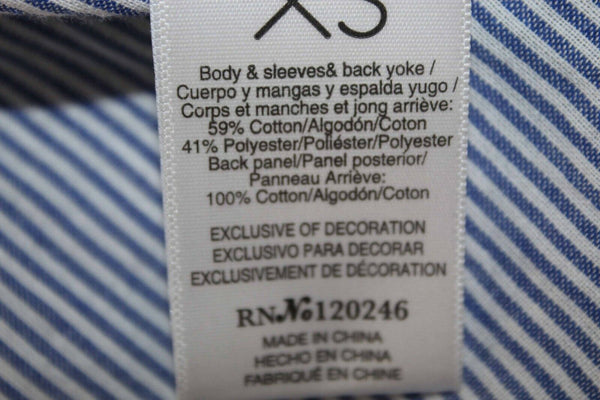 XS
Body & sleeves& back yoke /
Cuerpo y mangas y espalda yugo /
Corps et manches et jong arrière:
59% Cotton/Algodón/Coton
41% Polyester/Poliéster/Polyester
Back panel/Panel posterior/
Panneau Arrière:
100% Cotton/Algodón/Coton
EXCLUSIVE OF DECORATION
EXCLUSIVO PARA DECORAR
EXCLUSIVEMENT DE DÉCORATION
RN№120246
MADE IN CHINA
HECHO EN CHINA
FABRIQUÉ EN CHINE